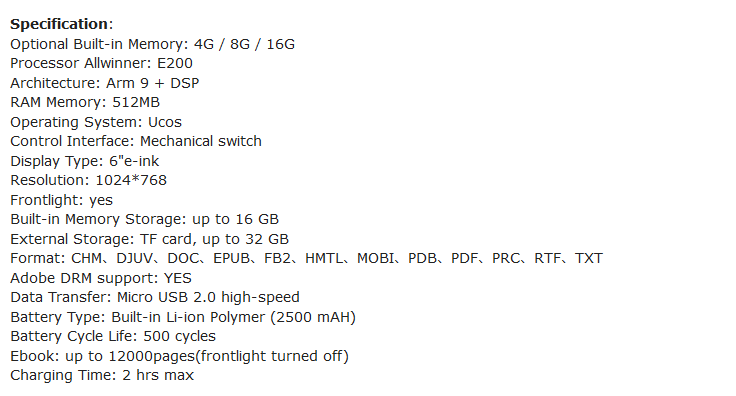 Specification:
Optional Built-in Memory: 4G / 8G / 16G
Processor Allwinner: E200
Architecture: Arm 9 + DSP
RAM Memory: 512MB
Operating System: Ucos
Control Interface: Mechanical switch
Display Type: 6"e-ink
Resolution: 1024*768
Frontlight: yes
Built-in Memory Storage: up to 16 GB
External Storage: TF card, up to 32 GB
Format: CHM、DJUV、DOC、EPUB、FB2、HMTL、MOBI、PDB、PDF、PRC、RTF、TXT
Adobe DRM support: YES
Data Transfer: Micro USB 2.0 high-speed
Battery Type: Built-in Li-ion Polymer (2500 mAH)
Battery Cycle Life: 500 cycles
Ebook: up to 12000pages(frontlight turned off)
Charging Time: 2 hrs max